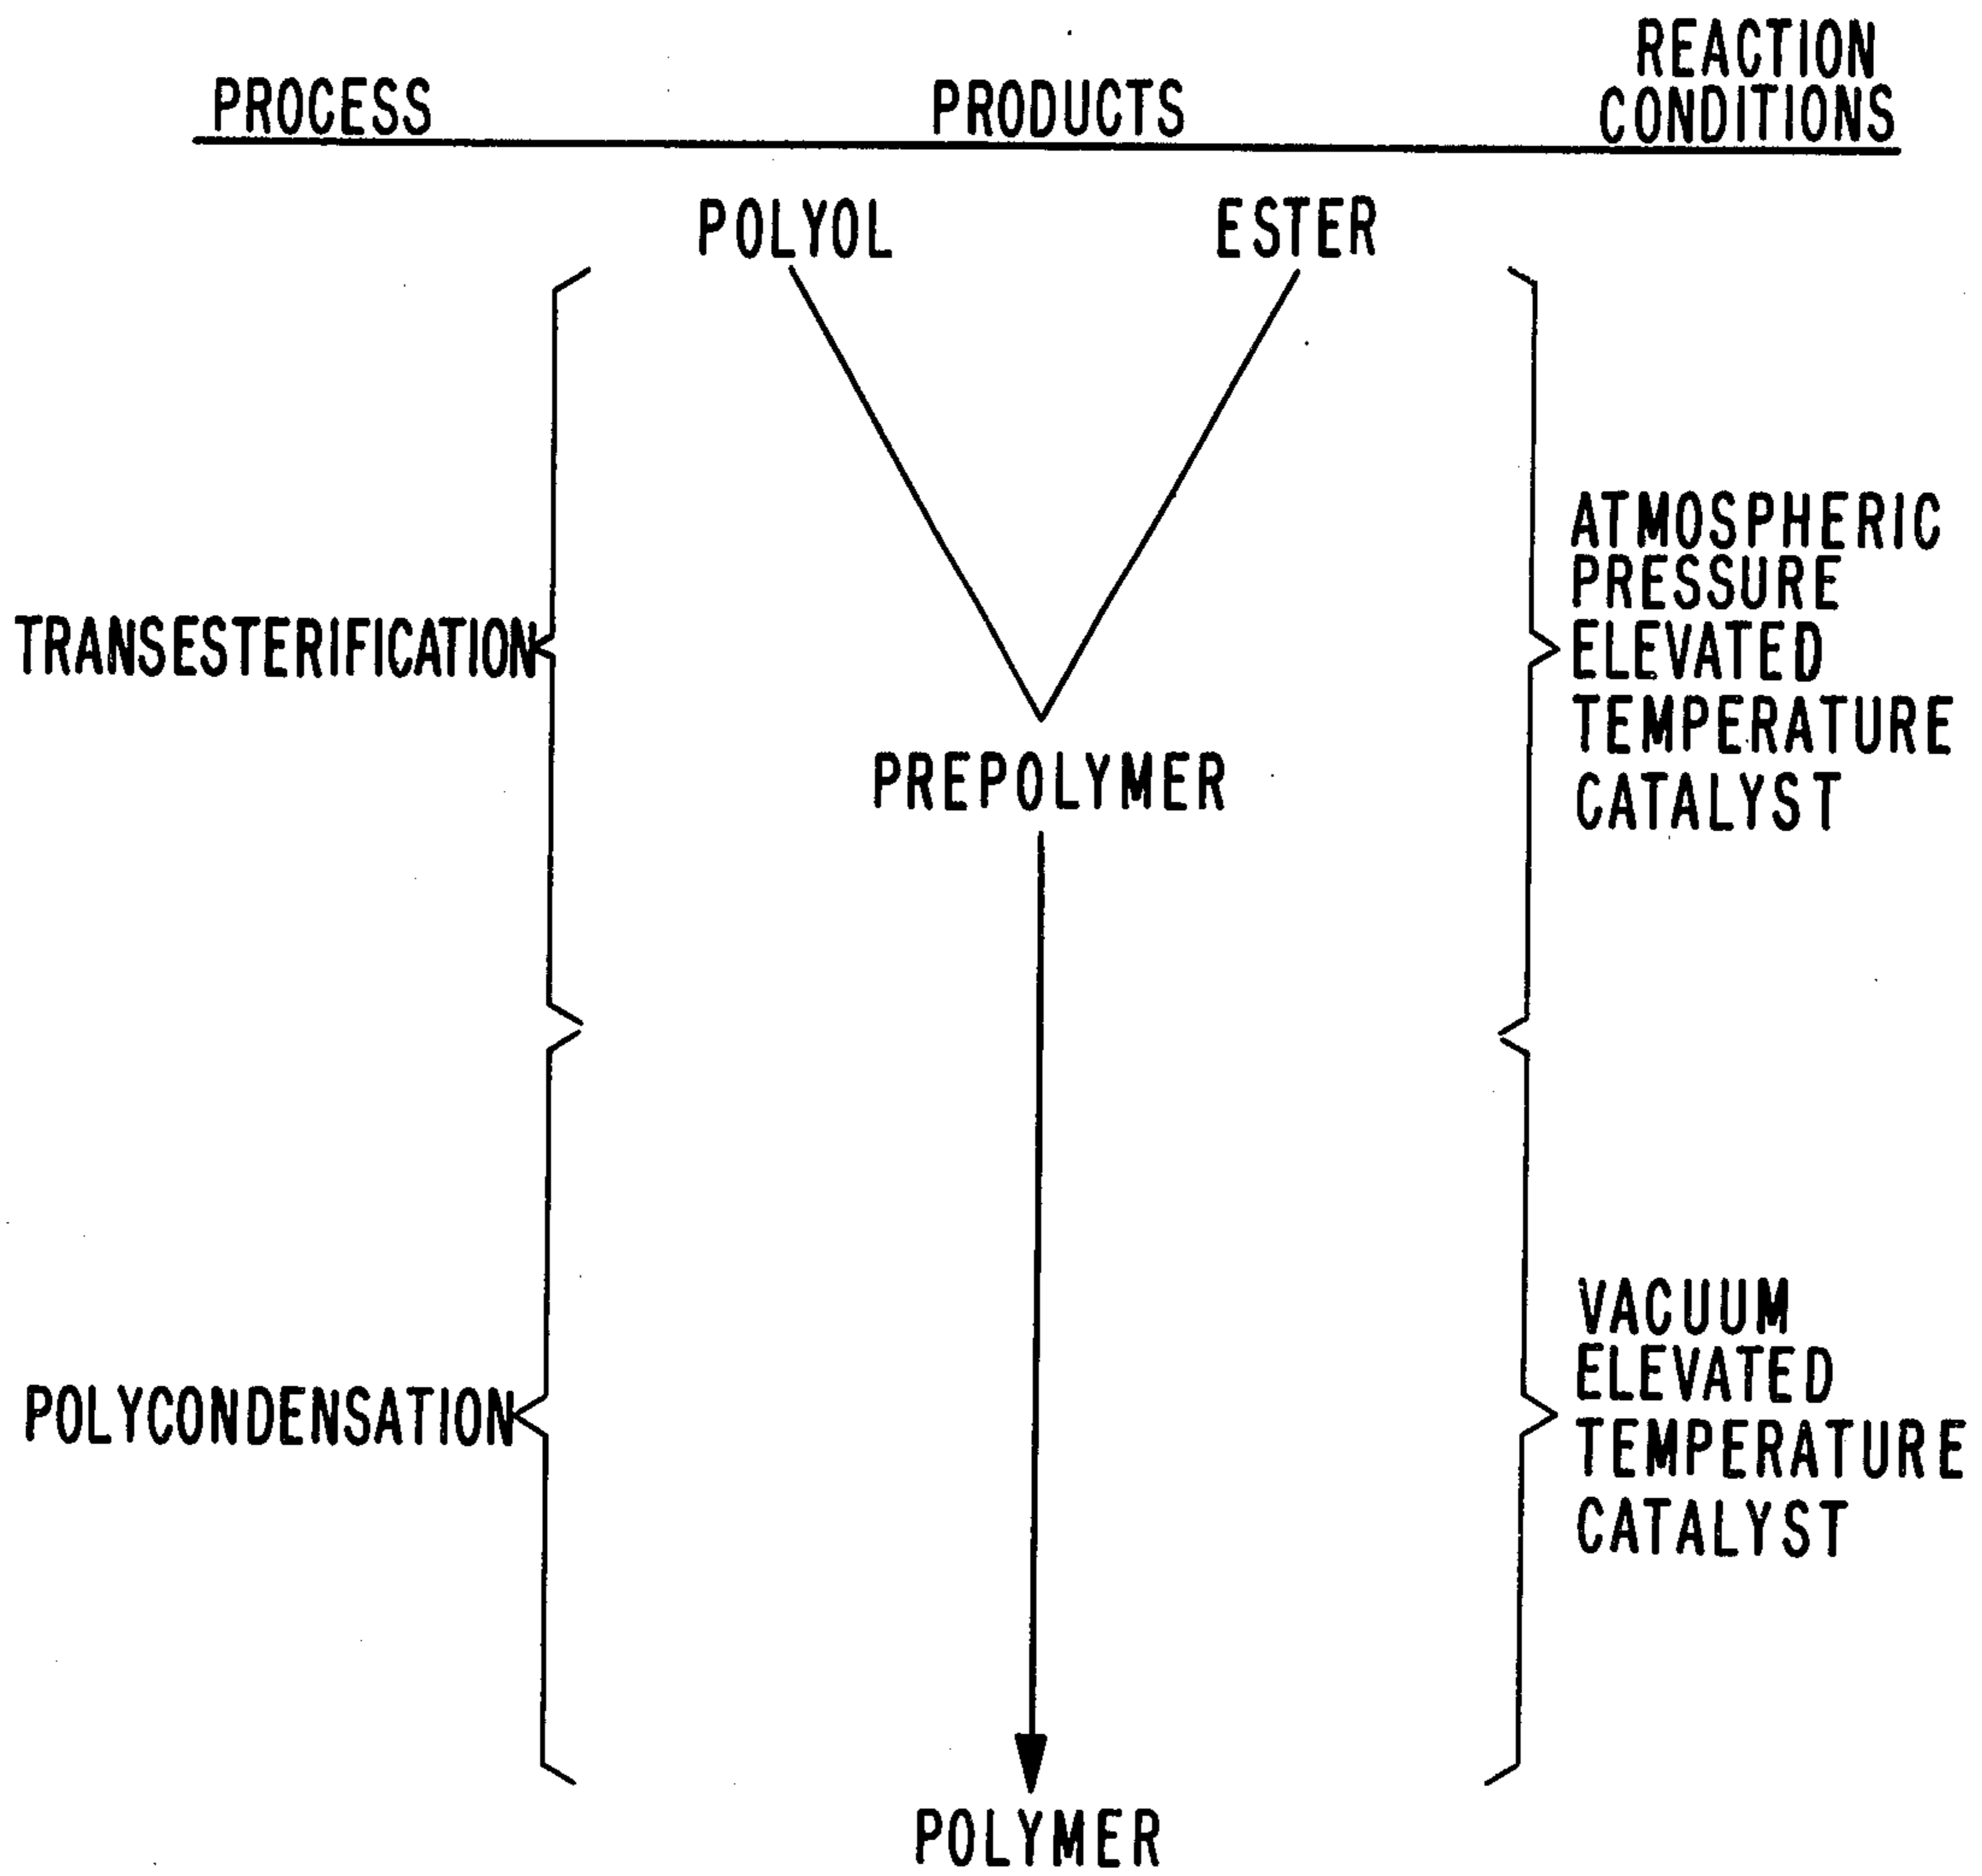 PROCESS
PRODUCTS
REACTION
CONDITIONS
POLYOL
ESTER
TRANSESTERIFICATION
PREPOLYMER
ATMOSPHERIC
PRESSURE
ELEVATED
TEMPERATURE
CATALYST
POLYCONDENSATION
VACUUM
ELEVATED
TEMPERATURE
CATALYST
POLYMER